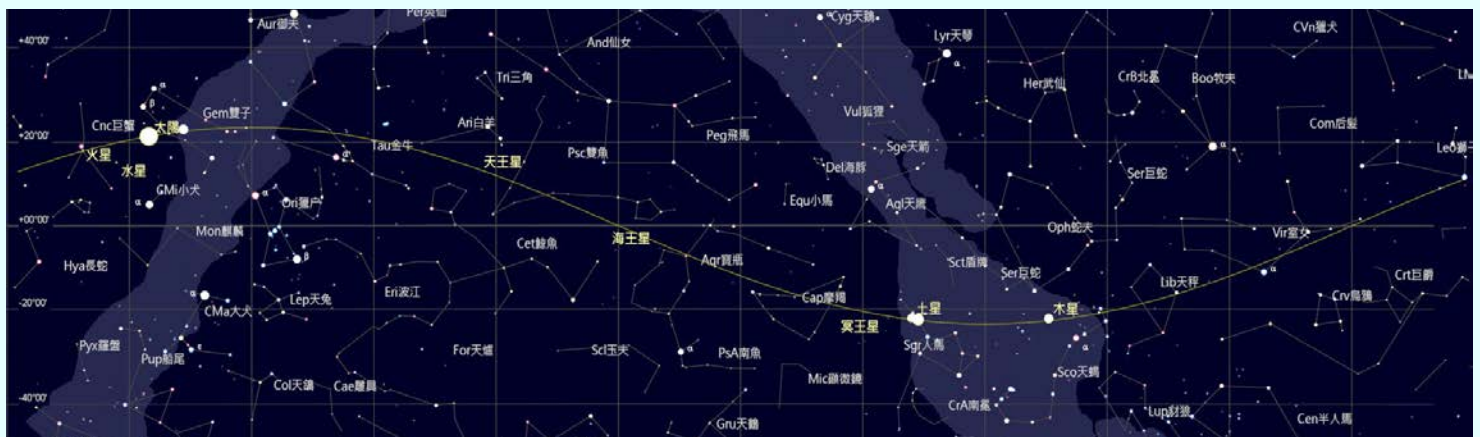 Aur御夫
Per英仙
Cyg天鵝
CVn獵犬
+40°00'
And仙女
Lyr天琴
α
Tri三角
α
Her武仙
CrB北冕
Boo牧夫
LM
β
Gem雙子
Cnc巨蟹
太陽
Ari白羊
Vul狐狸
Com后髮
+20°00'
Peg飛馬
火星
α
Tau金牛
Psc雙魚
Sge天箭
α
Leo獅子
水星
天王星
Del海豚
Ser巨蛇
CMi小犬
α
α
Ori獵户
Equ小馬
α
Aql天鷹
+00°00'
Mon麒麟
海王星
Oph蛇夫
Vir室女
Cet鯨魚
β
Aqr寶瓶
Sct盾牌
Ser巨蛇
α
Hya長蛇
Crt巨爵
Eri波江
Lib天秤
α
Lep天兔
Cap摩羯
Crv烏鴉
-20°00'
CMa大犬
土星
木星
冥王星
Pyx羅盤
ε
Pup船尾
For天爐
Scl玉夫
α
PsA南魚
Sgr人馬
α
Col天鴿
Cae雕具
Mic顯微鏡
Sco天蠍
-40°00'
CrA南冕
Lup豺狼
Gru天鶴
Cen半人馬